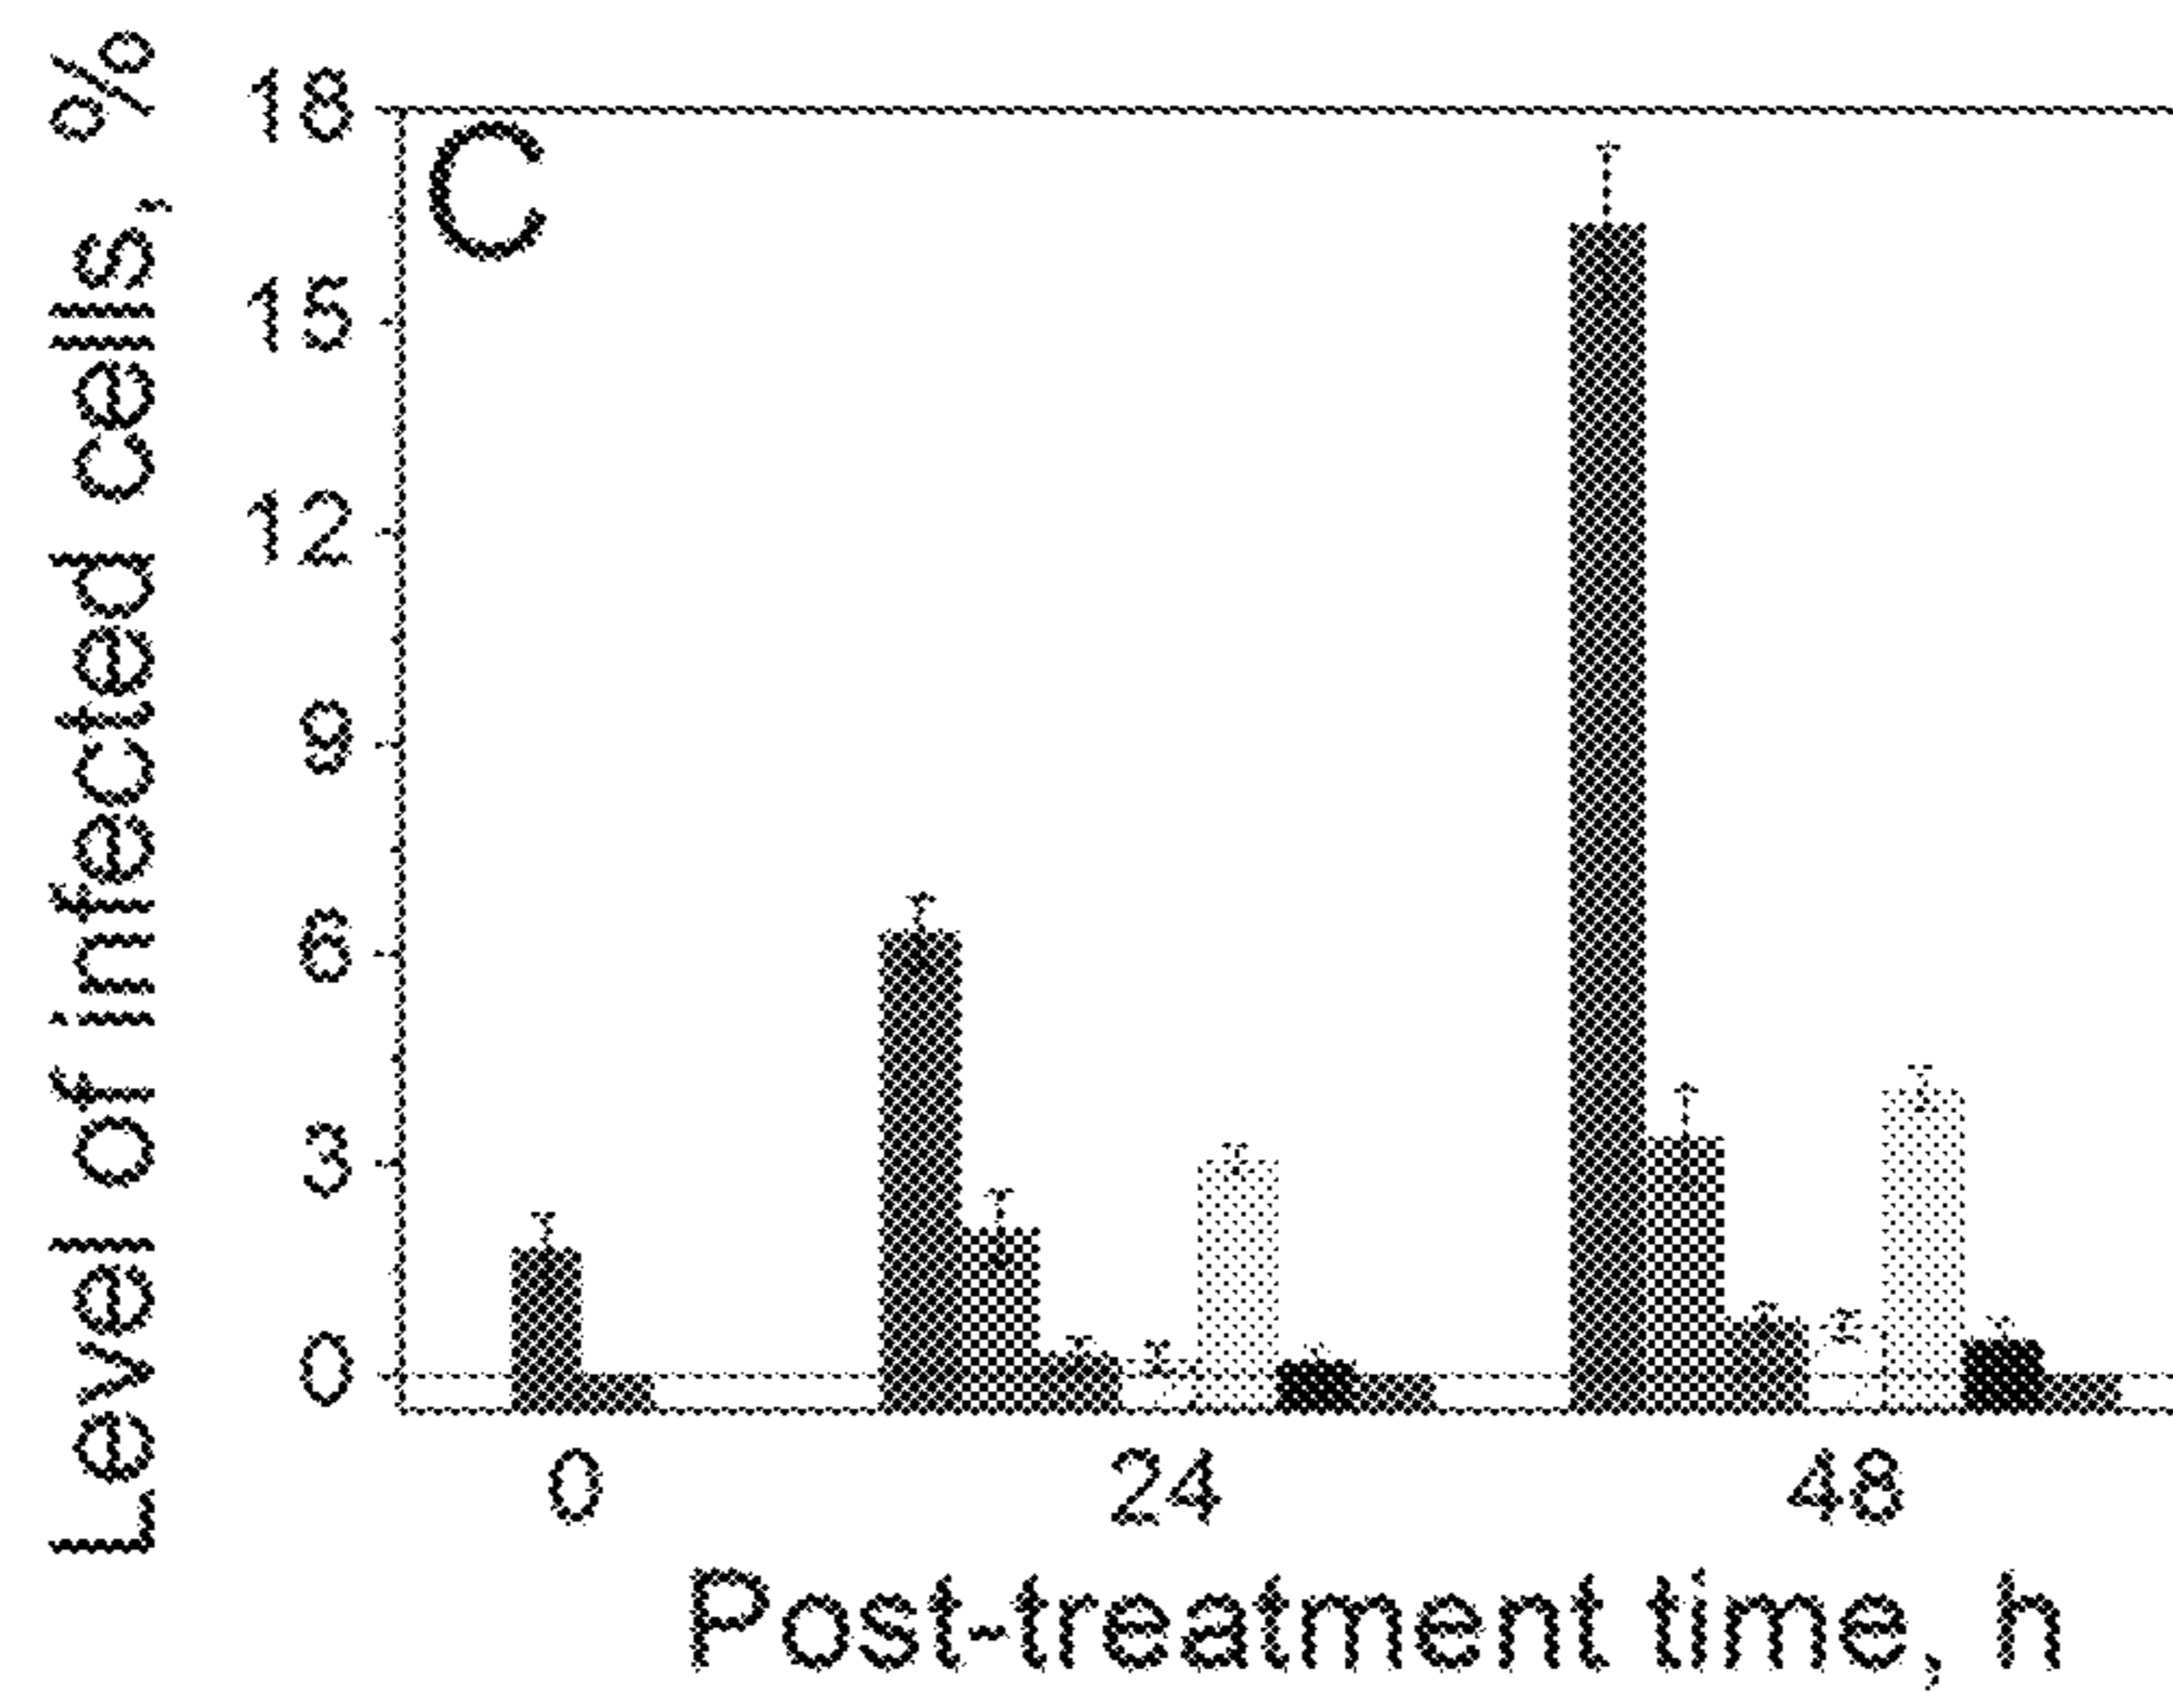 Level of infected cells, %
C
18
15
12
9
6
3
0
0 24 48
Post-treatment time, h